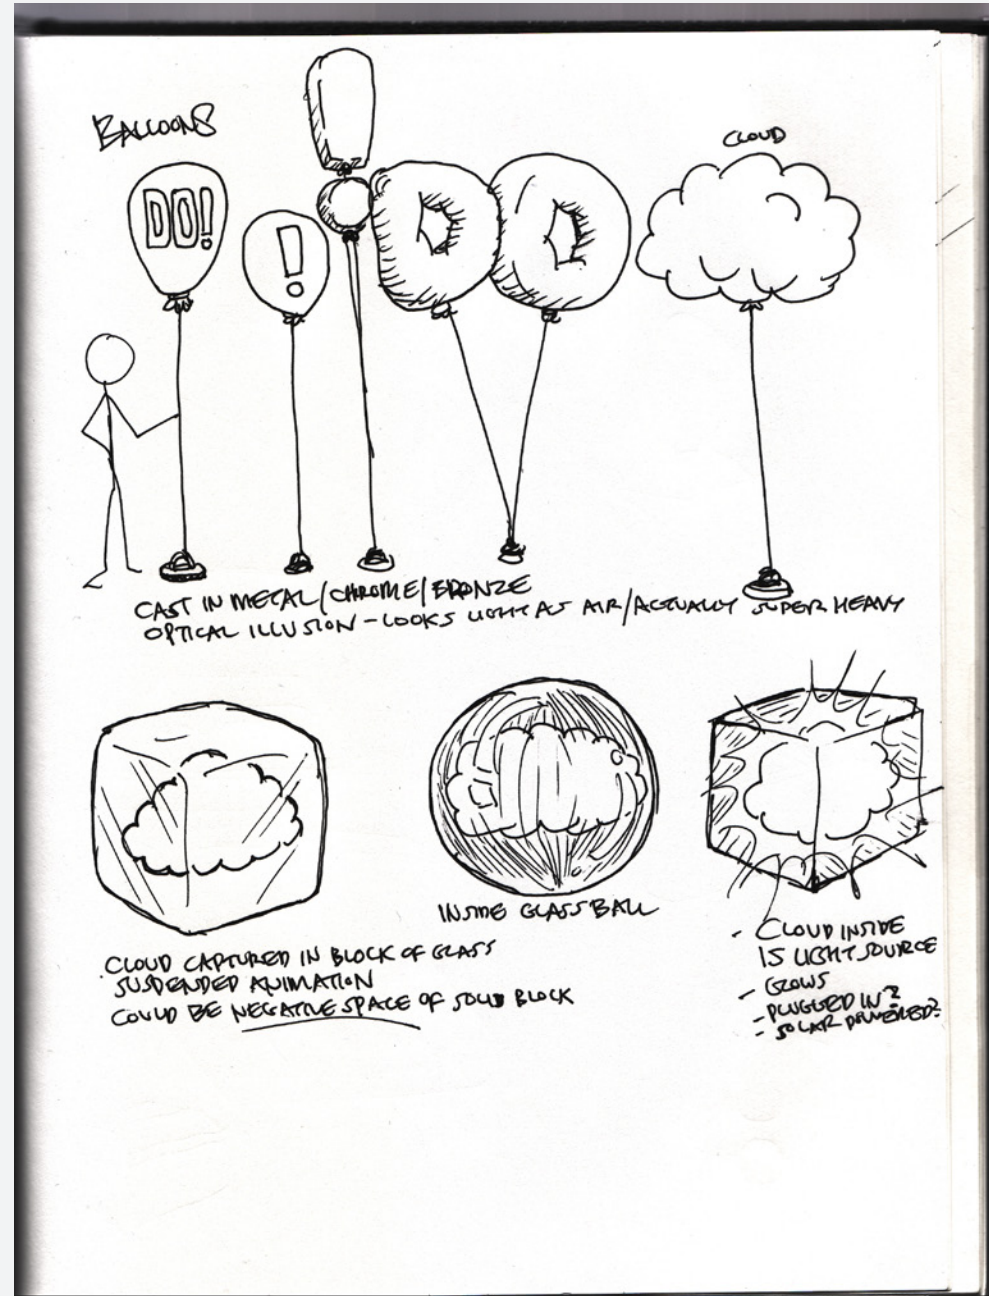 BALLOONS
CLOUD
DO!
!
!
DO
CAST IN METAL/CHROME/BRONZE
OPTICAL ILLUSION – LOOKS LIGHT AS AIR/ACTUALLY SUPER HEAVY
INSIDE GLASS BALL
CLOUD CAPTURED IN BLOCK OF GLASS
SUSPENDED ANIMATION
COULD BE NEGATIVE SPACE OF SOLID BLOCK
- CLOUD INSIDE
IS LIGHT SOURCE
- GLOWS
- PLUGGED IN?
- SOLAR POWERED?